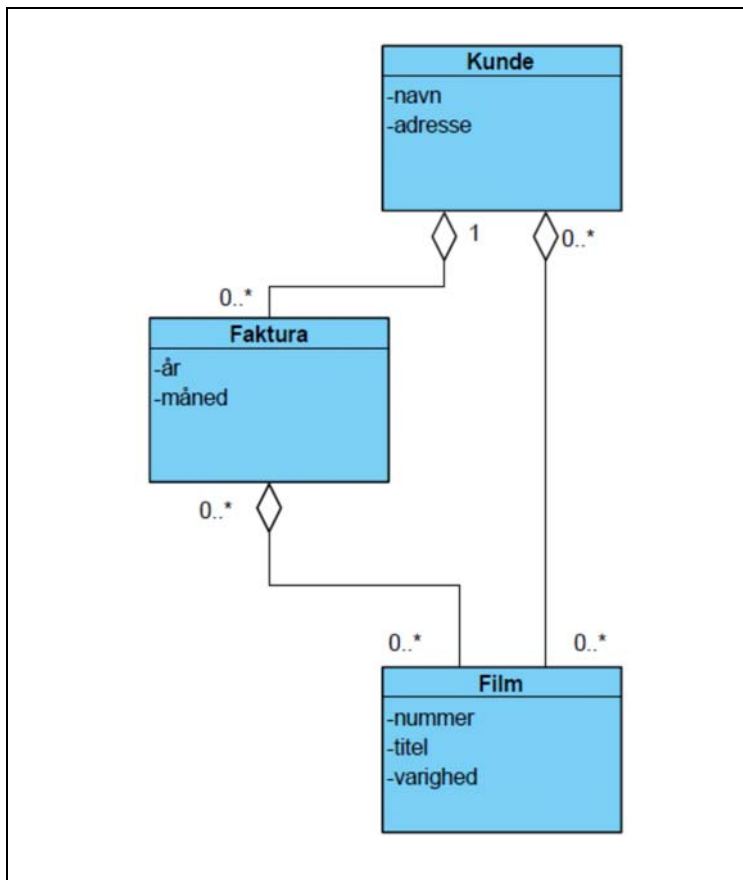 Kunde
-navn
-adresse
1
0..*
0..*
Faktura
-år
-måned
0..*
0..*
0..*
Film
-nummer
-titel
-varighed